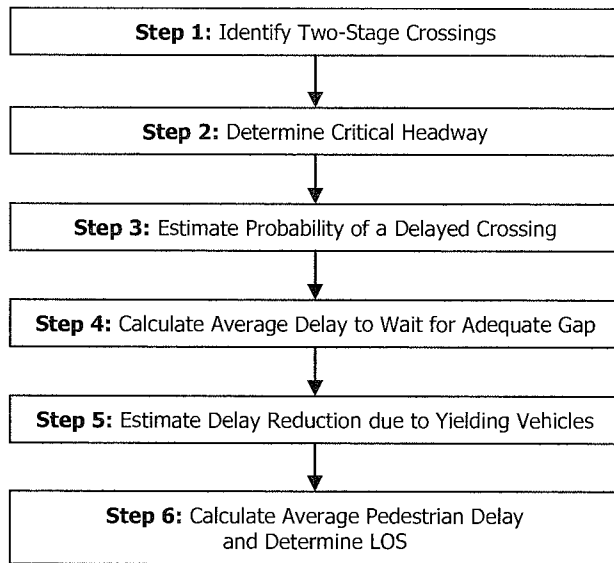 Step 1: Identify Two-Stage Crossings
Step 2: Determine Critical Headway
Step 3: Estimate Probability of a Delayed Crossing
Step 4: Calculate Average Delay to Wait for Adequate Gap
Step 5: Estimate Delay Reduction due to Yielding Vehicles
Step 6: Calculate Average Pedestrian Delay
and Determine LOS